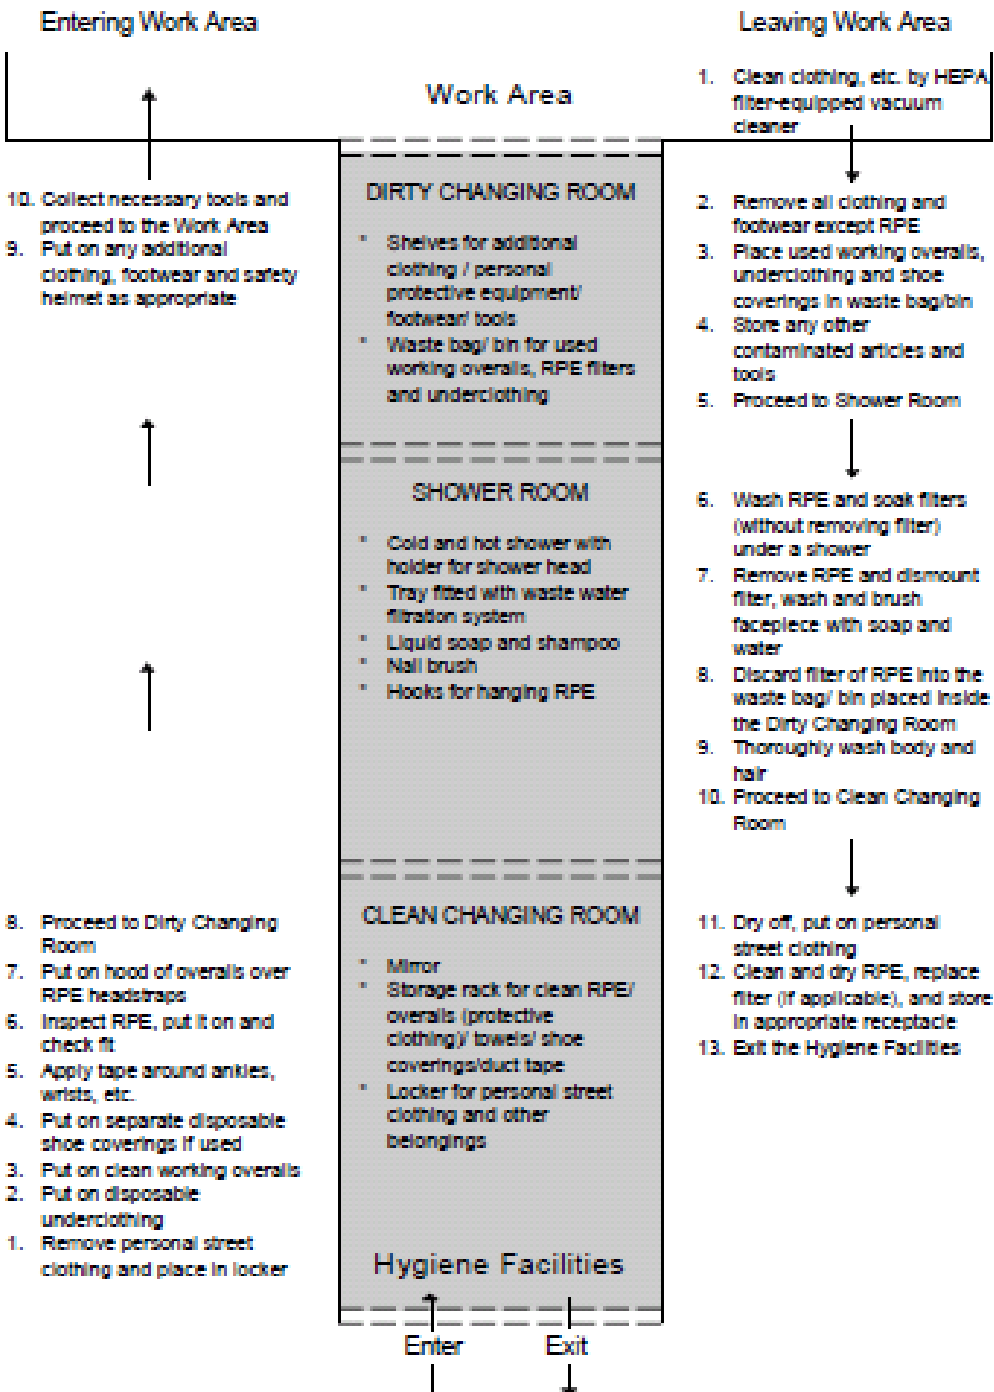 Entering Work Area
Leaving Work Area
Work Area
1. Clean clothing, etc. by HEPA
filter-equipped vacuum
cleaner
10. Collect necessary tools and
proceed to the Work Area
9. Put on any additional
clothing, footwear and safety
helmet as appropriate
DIRTY CHANGING ROOM
* Shelves for additional
clothing / personal
protective equipment/
footwear/ tools
* Waste bag/ bin for used
working overalls, RPE filters
and underclothing
2. Remove all clothing and
footwear except RPE
3. Place used working overalls,
underclothing and shoe
coverings in waste bag/bin
4. Store any other
contaminated articles and
tools
5. Proceed to Shower Room
SHOWER ROOM
* Cold and hot shower with
holder for shower head
* Tray fitted with waste water
filtration system
* Liquid soap and shampoo
* Nail brush
* Hooks for hanging RPE
6. Wash RPE and soak filters
(without removing filter)
under a shower
7. Remove RPE and dismount
filter, wash and brush
facepiece with soap and
water
8. Discard filter of RPE into the
waste bag/ bin placed inside
the Dirty Changing Room
9. Thoroughly wash body and
hair
10. Proceed to Clean Changing
Room
8. Proceed to Dirty Changing
Room
7. Put on hood of overalls over
RPE headstraps
6. Inspect RPE, put it on and
check fit
5. Apply tape around ankles,
wrists, etc.
4. Put on separate disposable
shoe coverings if used
3. Put on clean working overalls
2. Put on disposable
underclothing
1. Remove personal street
clothing and place in locker
CLEAN CHANGING ROOM
* Mirror
* Storage rack for clean RPE/
overalls (protective
clothing)/ towels/ shoe
coverings/duct tape
* Locker for personal street
clothing and other
belongings
11. Dry off, put on personal
street clothing
12. Clean and dry RPE, replace
filter (if applicable), and store
in appropriate receptacle
13. Exit the Hygiene Facilities
Hygiene Facilities
Enter
Exit